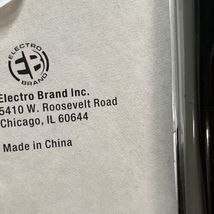 ELECTRO
EB
BRAND
Electro Brand Inc.
5410 W. Roosevelt Road
Chicago, IL 60644
Made in China